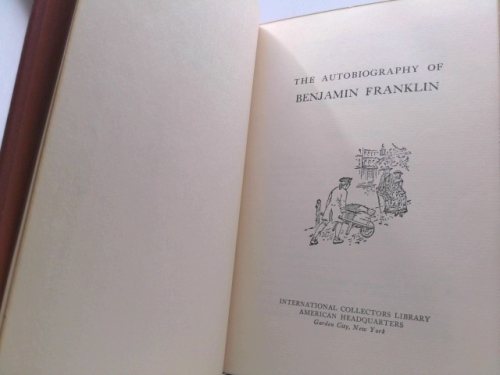 THE AUTOBIOGRAPHY OF
BENJAMIN FRANKLIN
INTERNATIONAL COLLECTORS LIBRARY
AMERICAN HEADQUARTERS
Garden City, New York